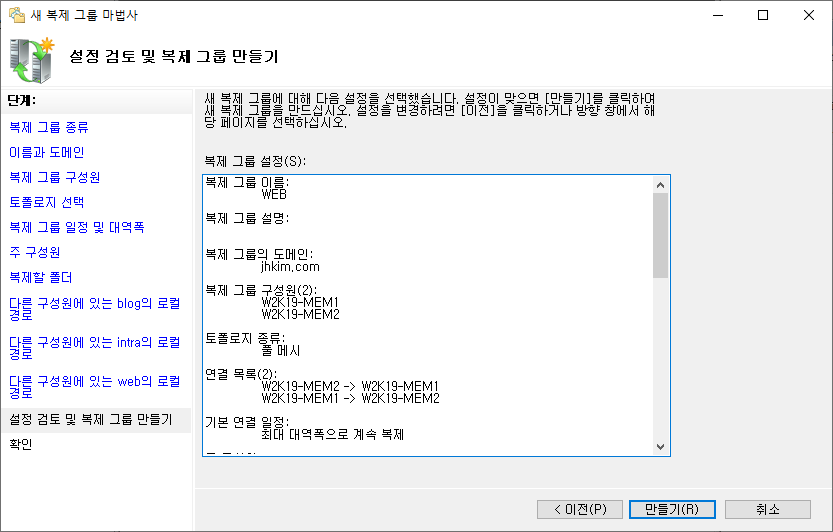 새 복제 그룹 마법사
설정 검토 및 복제 그룹 만들기
단계:
복제 그룹 종류
이름과 도메인
복제 그룹 구성원
토폴로지 선택
복제 그룹 일정 및 대역폭
주 구성원
복제할 폴더
다른 구성원에 있는 blog의 로컬
경로
다른 구성원에 있는 intra의 로컬
경로
다른 구성원에 있는 web의 로컬
경로
설정 검토 및 복제 그룹 만들기
확인
새 복제 그룹에 대해 다음 설정을 선택했습니다. 설정이 맞으면 [만들기]를 클릭하여
새 복제 그룹을 만드십시오. 설정을 변경하려면 [이전]을 클릭하거나 방향 창에서 해
당 페이지를 선택하십시오.
복제 그룹 설정(S):
복제 그룹 이름:
WEB
복제 그룹 설명:
복제 그룹의 도메인:
jhkim.com
복제 그룹 구성원(2):
W2K19-MEM1
W2K19-MEM2
토폴로지 종류:
풀 메시
연결 목록(2):
W2K19-MEM2 -> W2K19-MEM1
W2K19-MEM1 -> W2K19-MEM2
기본 연결 일정:
최대 대역폭으로 계속 복제
< 이전(P)
만들기(R)
취소